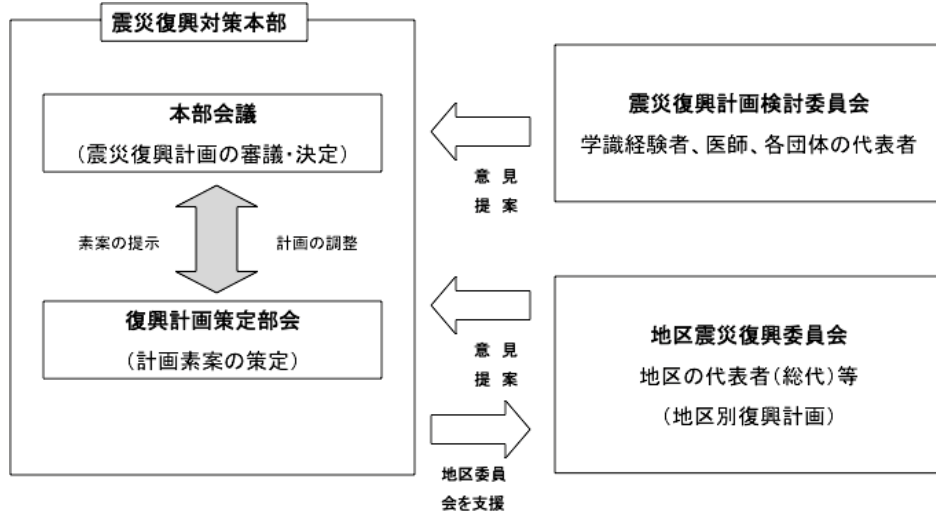 震災復興対策本部
本部会議
（震災復興計画の審議・決定）
素案の提示
計画の調整
復興計画策定部会
（計画素案の策定）
意 見
提 案
震災復興計画検討委員会
学識経験者、医師、各団体の代表者
意 見
提 案
地区委員
会を支援
地区震災復興委員会
地区の代表者（総代）等
（地区別復興計画）